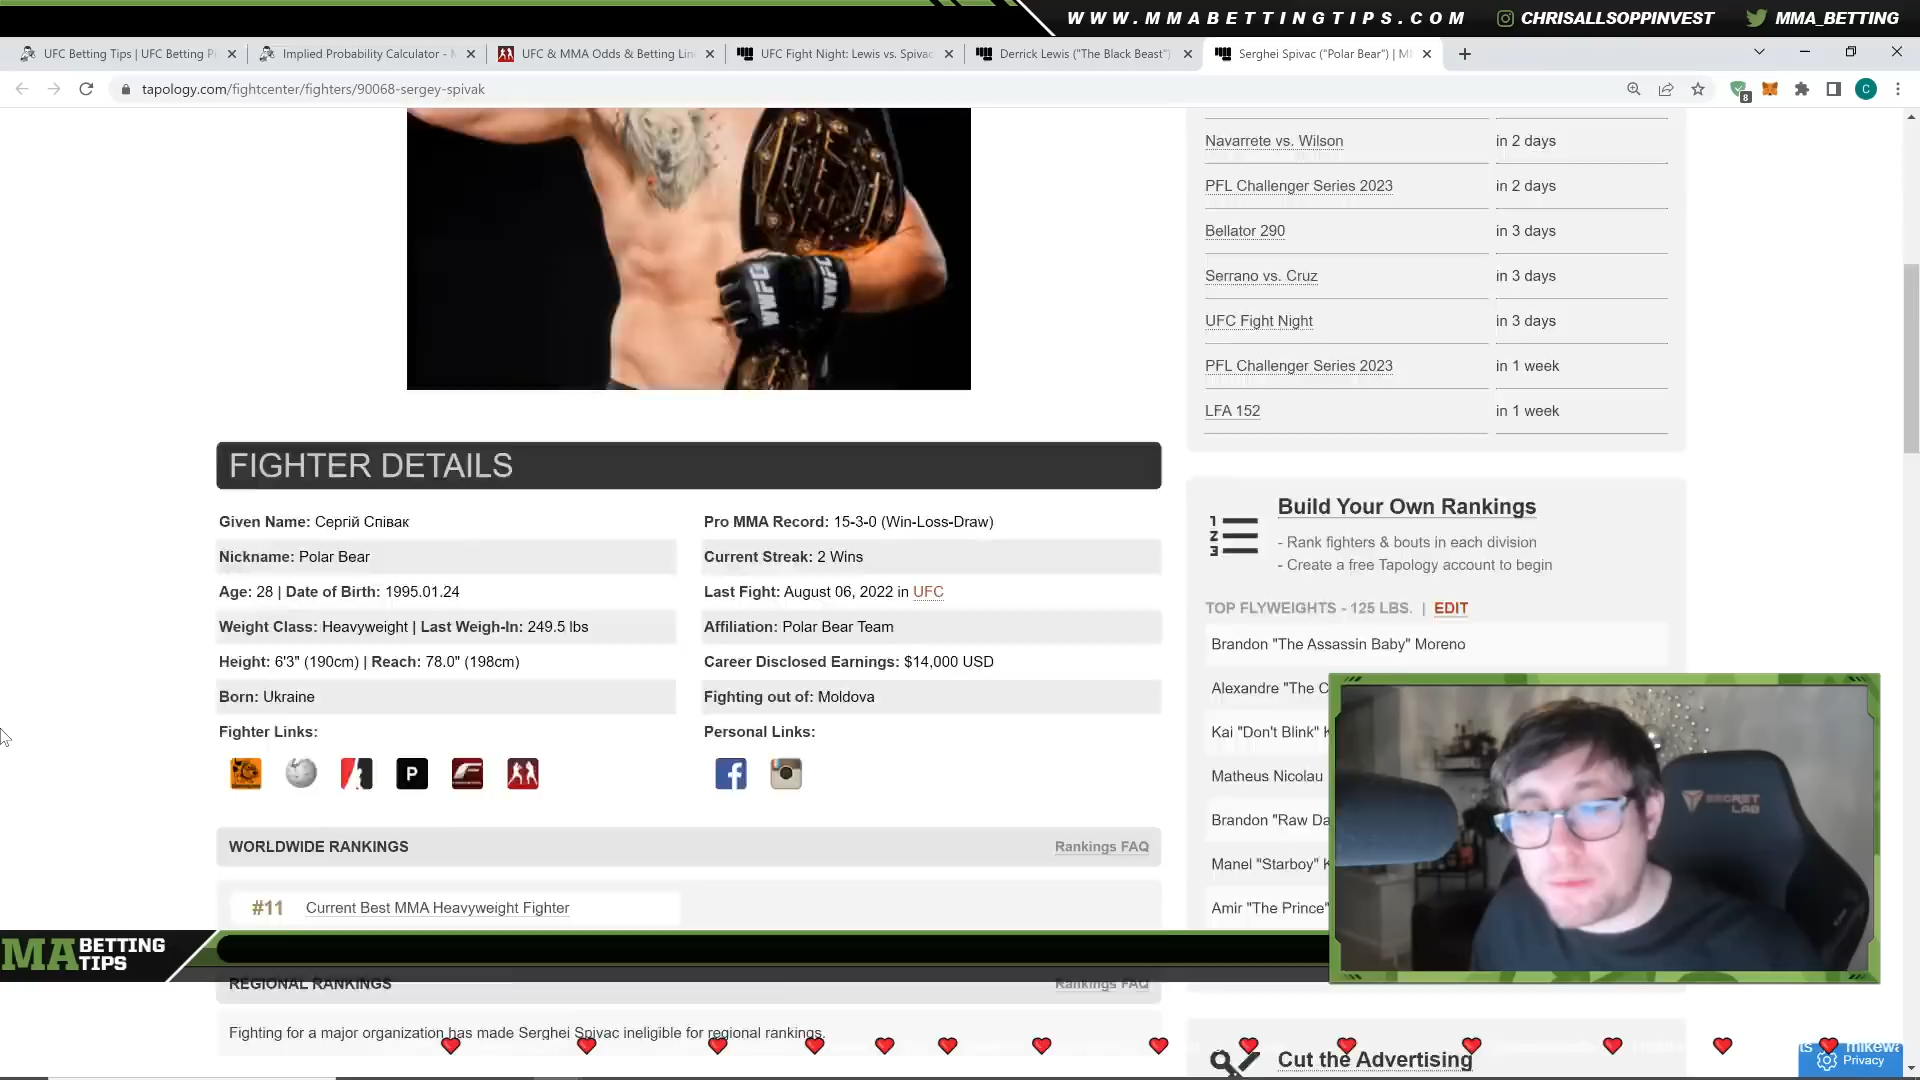 WWW.MMABETTINGTIPS.COM
CHRISALLSOPPINVEST
MMA_BETTING
UFC Betting Tips | UFC Betting P
Implied Probability Calculator -
UFC & MMA Odds & Betting Lin
UFC Fight Night: Lewis vs. Spivac
Derrick Lewis ("The Black Beast")
Serghei Spivac ("Polar Bear") | M
tapology.com/fightcenter/fighters/90068-sergey-spivak
8
C
WWFC
WWFC
Navarrete vs. Wilson in 2 days
PFL Challenger Series 2023 in 2 days
Bellator 290 in 3 days
Serrano vs. Cruz in 3 days
UFC Fight Night in 3 days
PFL Challenger Series 2023 in 1 week
LFA 152 in 1 week
FIGHTER DETAILS
Given Name: Сергій Співак
Nickname: Polar Bear
Age: 28 | Date of Birth: 1995.01.24
Weight Class: Heavyweight | Last Weigh-In: 249.5 lbs
Height: 6'3" (190cm) | Reach: 78.0" (198cm)
Born: Ukraine
Fighter Links:
Pro MMA Record: 15-3-0 (Win-Loss-Draw)
Current Streak: 2 Wins
Last Fight: August 06, 2022 in UFC
Affiliation: Polar Bear Team
Career Disclosed Earnings: $14,000 USD
Fighting out of: Moldova
Personal Links:
P
WORLDWIDE RANKINGS
Rankings FAQ
#11 Current Best MMA Heavyweight Fighter
REGIONAL RANKINGS
Rankings FAQ
Fighting for a major organization has made Serghei Spivac ineligible for regional rankings.
1
2
3
Build Your Own Rankings
- Rank fighters & bouts in each division
- Create a free Tapology account to begin
TOP FLYWEIGHTS - 125 LBS. | EDIT
Brandon "The Assassin Baby" Moreno
Alexandre "The C
Kai "Don't Blink" K
Matheus Nicolau
Brandon "Raw Da
Manel "Starboy" K
Amir "The Prince"
SECRET
LAB
MA BETTING
TIPS
Cut the Advertising
Privacy